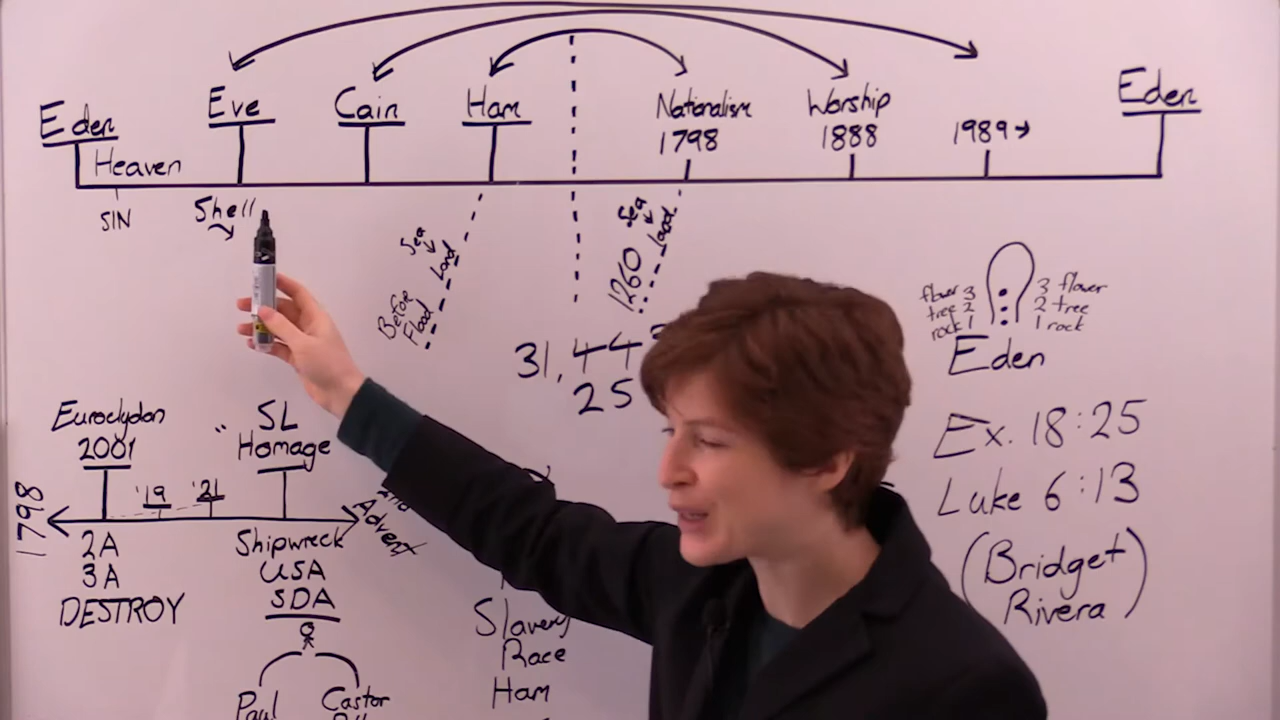 Eden
Heaven
SIN
Eve
Shell
Cain
Ham
Nationalism
1798
Worship
1888
1989→
Eden
Sea
Land
Before
Flood
1260
Sea
Land
31,
25
flower 3
tree 2
rock 1
3 flower
2 tree
1 rock
Eden
Ex. 18:25
Luke 6:13
(Bridget
Rivera)
1798
Euroclydon
2001
'19
'21
2A
3A
DESTROY
SL
Homage
Shipwreck
USA
SDA
Paul
Castor
Advent
Slavery
Race
Ham